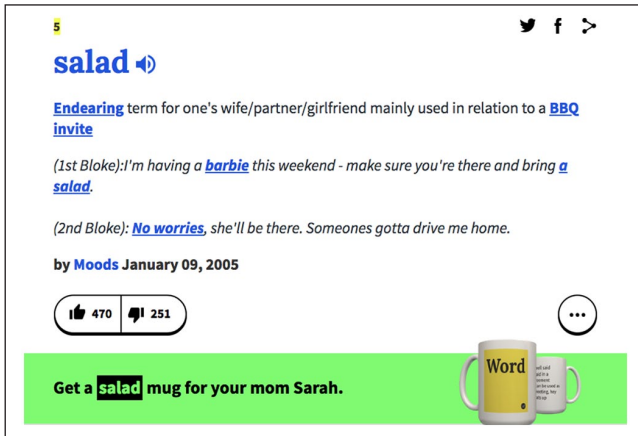 5
salad
Endearing term for one's wife/partner/girlfriend mainly used in relation to a BBQ
invite
(1st Bloke):I'm having a barbie this weekend - make sure you're there and bring a
salad.
(2nd Bloke): No worries, she'll be there. Someones gotta drive me home.
by Moods January 09, 2005
470
251
Get a salad mug for your mom Sarah.
Word